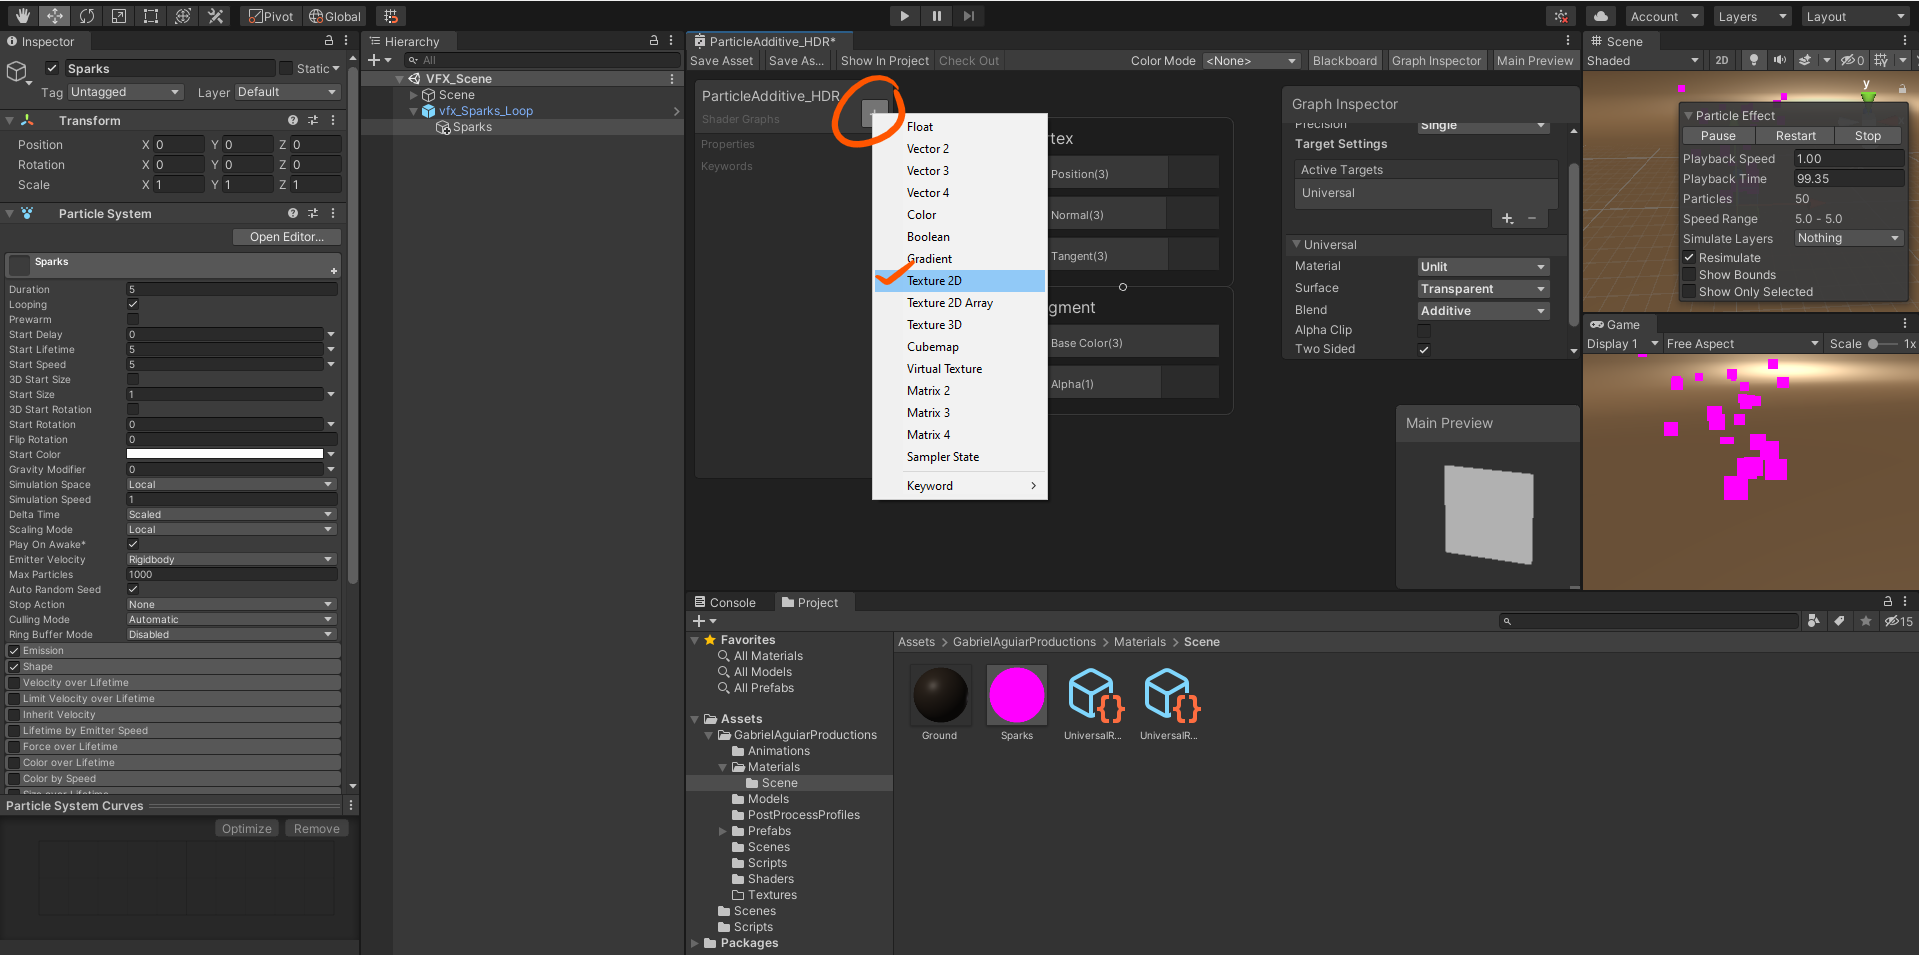 Pivot Global
Account Layers Layout
Inspector
Sparks Static
Tag Untagged Layer Default
Transform
Position X 0 Y 0 Z 0
Rotation X 0 Y 0 Z 0
Scale X 1 Y 1 Z 1
Particle System
Open Editor...
Sparks
Duration 5
Looping
Prewarm
Start Delay 0
Start Lifetime 5
Start Speed 5
3D Start Size
Start Size 1
3D Start Rotation
Start Rotation 0
Flip Rotation 0
Start Color
Gravity Modifier 0
Simulation Space Local
Simulation Speed 1
Delta Time Scaled
Scaling Mode Local
Play On Awake*
Emitter Velocity Rigidbody
Max Particles 1000
Auto Random Seed
Stop Action None
Culling Mode Automatic
Ring Buffer Mode Disabled
Emission
Shape
Velocity over Lifetime
Limit Velocity over Lifetime
Inherit Velocity
Lifetime by Emitter Speed
Force over Lifetime
Color over Lifetime
Color by Speed
Size over Lifetime
Particle System Curves
Optimize Remove
Hierarchy
All
VFX_Scene
Scene
vfx_Sparks_Loop
Sparks
ParticleAdditive_HDR*
Save Asset Save As... Show In Project Check Out Color Mode <None> Blackboard Graph Inspector Main Preview
ParticleAdditive_HDR
Shader Graphs
Properties
Keywords
Float
Vector 2
Vector 3
Vector 4
Color
Boolean
Gradient
Texture 2D
Texture 2D Array
Texture 3D
Cubemap
Virtual Texture
Matrix 2
Matrix 3
Matrix 4
Sampler State
Keyword
rtex
Position(3)
Normal(3)
Tangent(3)
gment
Base Color(3)
Alpha(1)
Graph Inspector
Precision Single
Target Settings
Active Targets
Universal
Universal
Material Unlit
Surface Transparent
Blend Additive
Alpha Clip
Two Sided
Main Preview
Scene
Shaded 2D 0
y
Particle Effect
Pause Restart Stop
Playback Speed 1.00
Playback Time 99.35
Particles 50
Speed Range 5.0 - 5.0
Simulate Layers Nothing
Resimulate
Show Bounds
Show Only Selected
Game
Display 1 Free Aspect Scale 1x
Console Project
15
Favorites
All Materials
All Models
All Prefabs
Assets
GabrielAguiarProductions
Animations
Materials
Scene
Models
PostProcessProfiles
Prefabs
Scenes
Scripts
Shaders
Textures
Scenes
Scripts
Packages
Assets > GabrielAguiarProductions > Materials > Scene
Ground Sparks UniversalR... UniversalR...